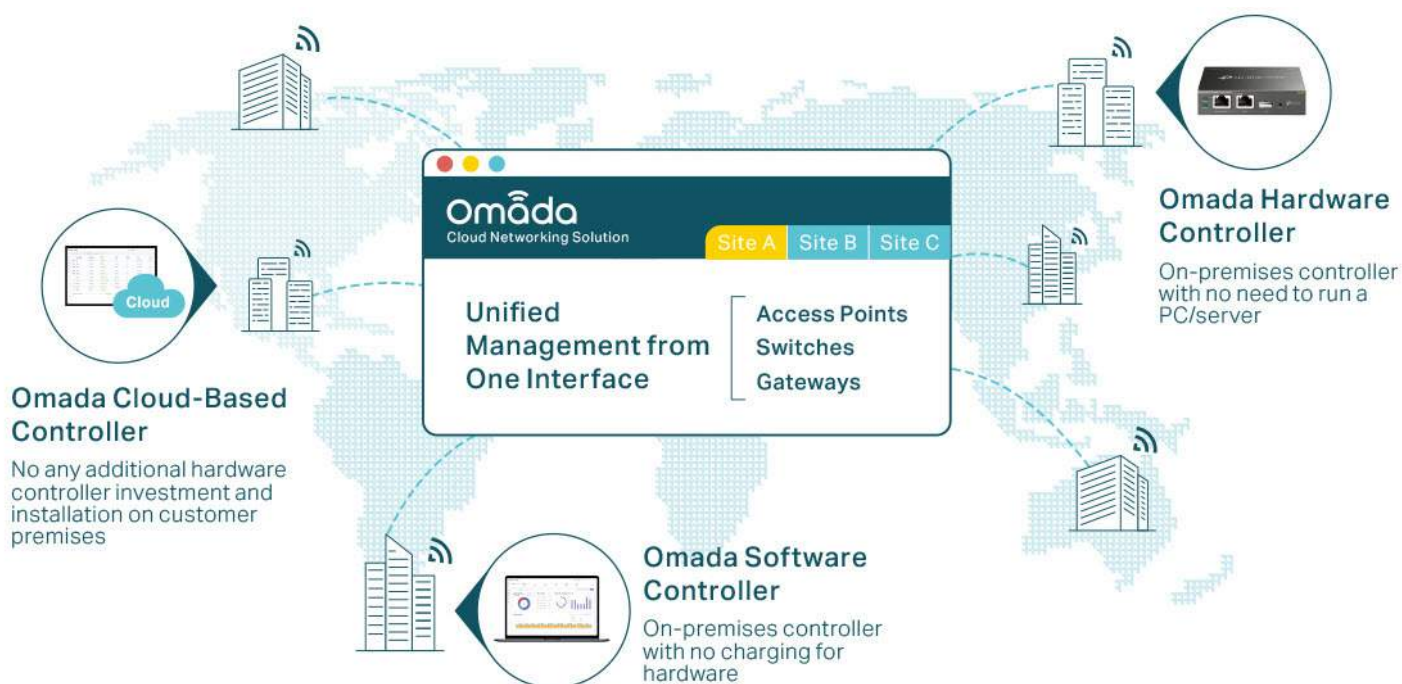 Omada
Cloud Networking Solution
Site A
Site B
Site C
Unified
Management from
One Interface
Access Points
Switches
Gateways
Omada Hardware
Controller
On-premises controller
with no need to run a
PC/server
Cloud
Omada Cloud-Based
Controller
No any additional hardware
controller investment and
installation on customer
premises
Omada Software
Controller
On-premises controller
with no charging for
hardware